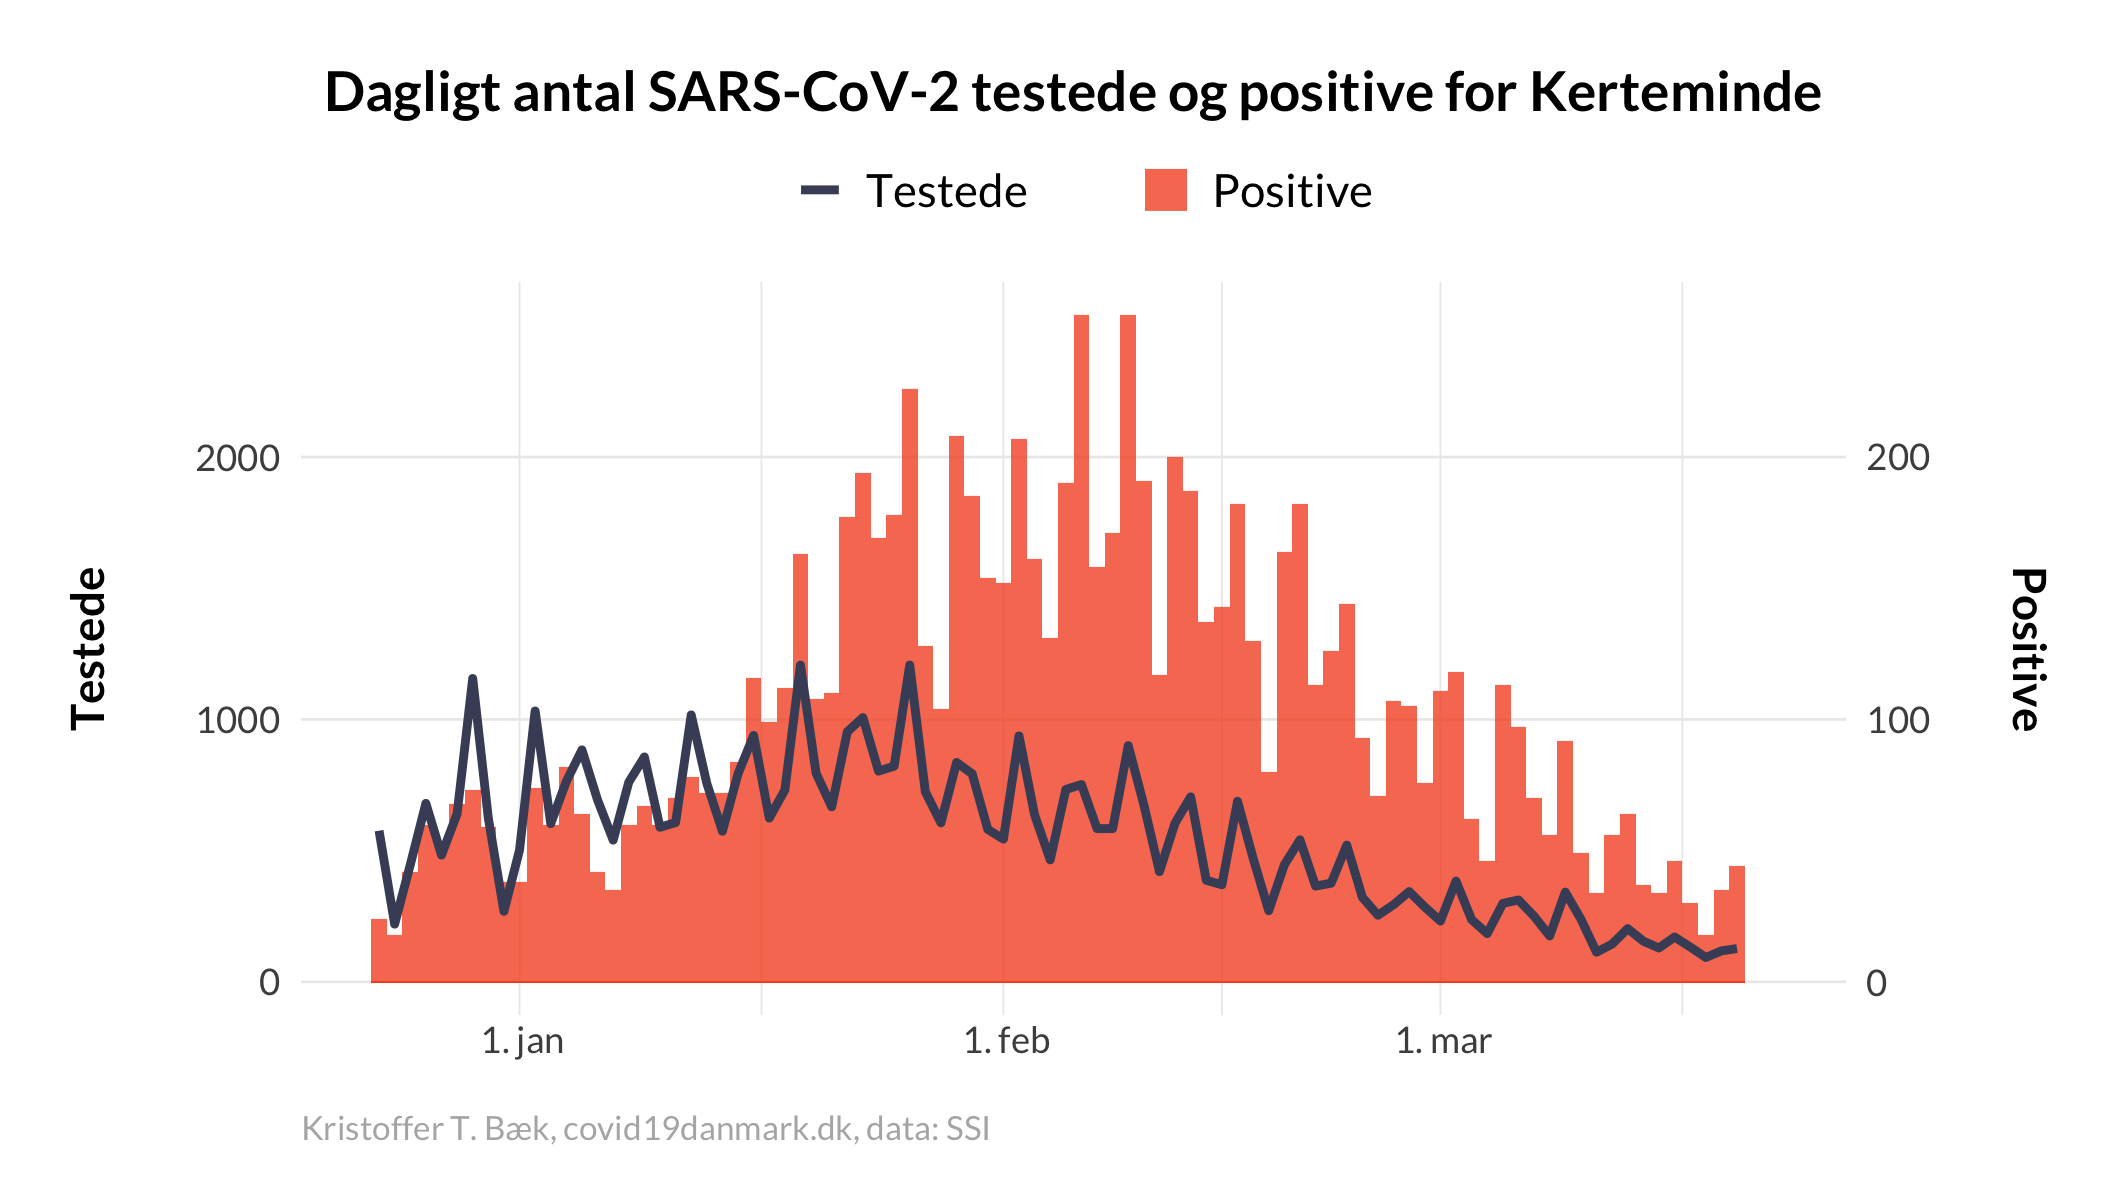 Dagligt antal SARS-CoV-2 testede og positive for Kerteminde
Testede
Positive
Testede
2000
1000
0
200
100
0
Positive
1. jan
1. feb
1. mar
Kristoffer T. Bæk, covid19danmark.dk, data: SSI